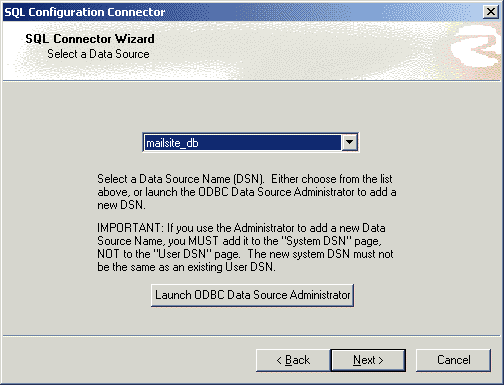 SQL Configuration Connector
SQL Connector Wizard
Select a Data Source
mailsite_db
Select a Data Source Name (DSN). Either choose from the list
above, or launch the ODBC Data Source Administrator to add a
new DSN.
IMPORTANT: If you use the Administrator to add a new Data
Source Name, you MUST add it to the "System DSN" page,
NOT to the "User DSN" page. The new system DSN must not
be the same as an existing User DSN.
Launch ODBC Data Source Administrator
< Back Next > Cancel